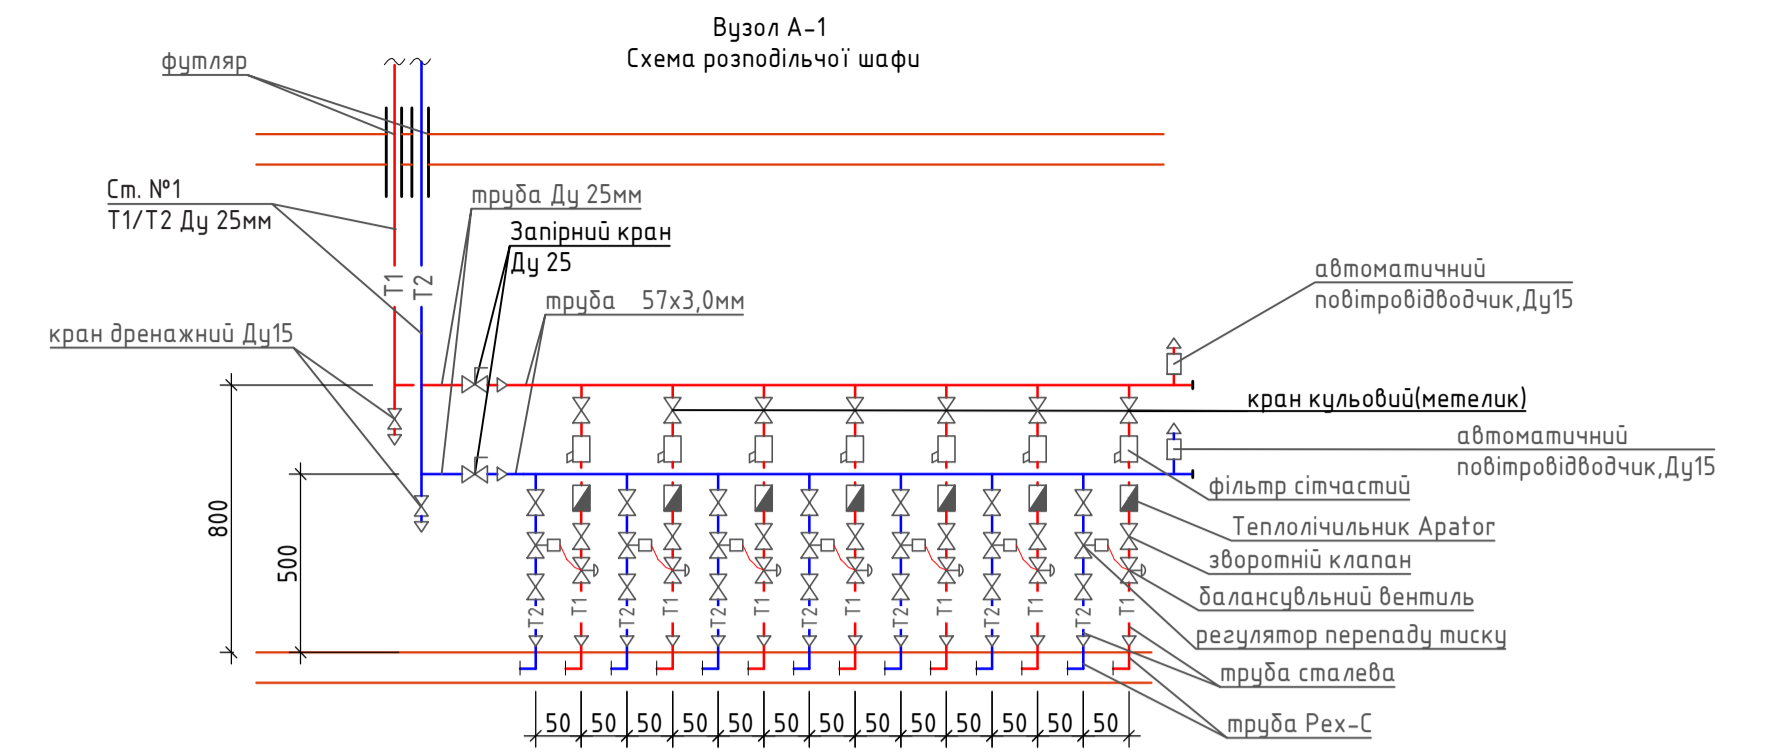 Вузол А-1
Схема розподільчої шафи
футляр
Ст. №1
Т1/Т2 Ду 25мм
труба Ду 25мм
Запірний кран
Ду 25
труба 57х3,0мм
Т1
Т2
кран дренажний Ду15
автоматичний
повітровідводчик,Ду15
кран кульовий(метелик)
автоматичний
повітровідводчик,Ду15
фільтр сітчастий
Теплолічильник Apator
зворотній клапан
балансувльний вентиль
регулятор перепаду тиску
труба сталева
труба Pex-C
800
500
Т2 Т1 Т2 Т1 Т2 Т1 Т2 Т1 Т2 Т1 Т2 Т1 Т2 Т1
50 50 50 50 50 50 50 50 50 50 50 50 50